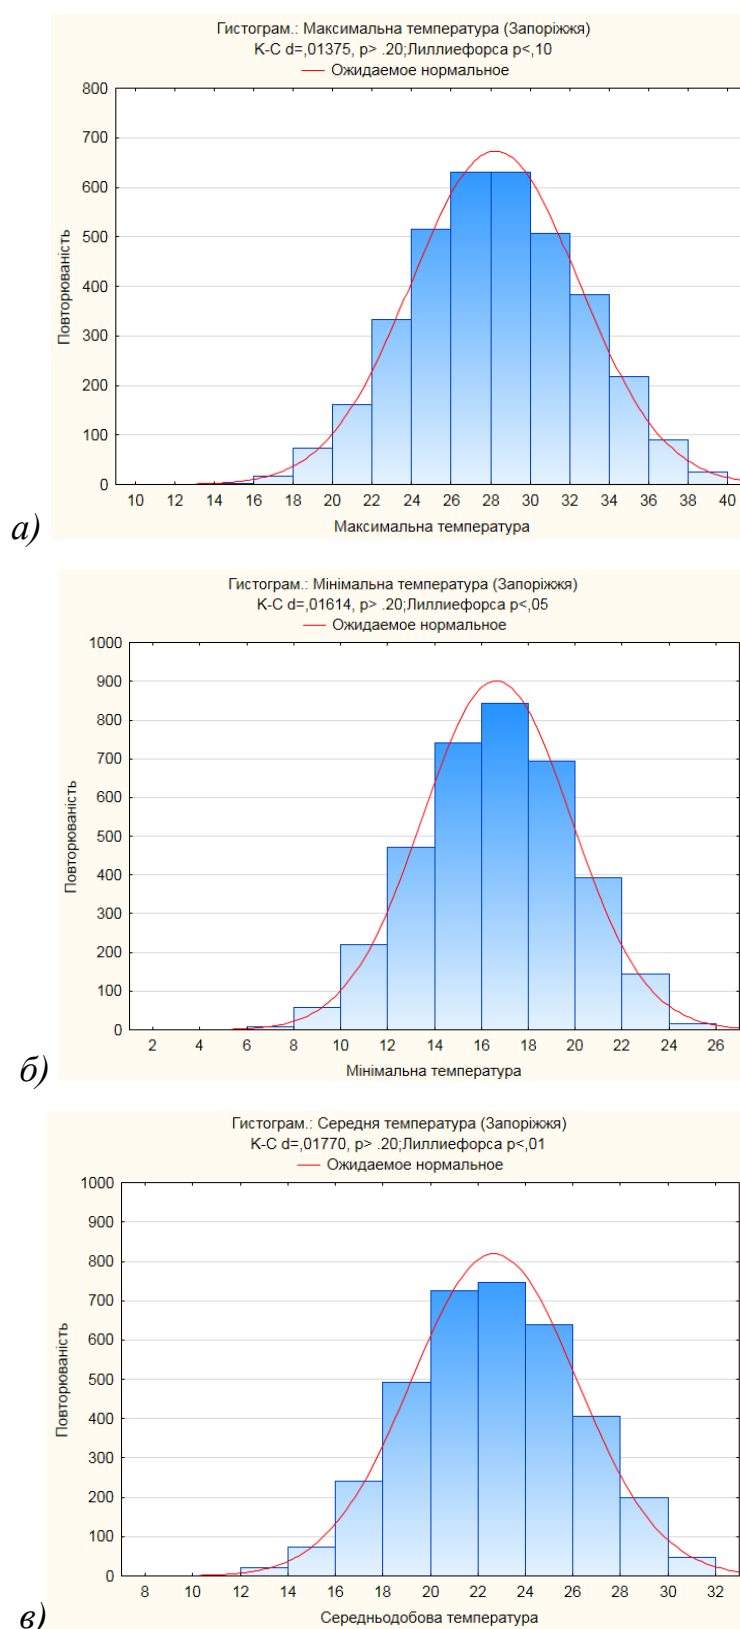 Гистограм.: Максимальна температура (Запоріжжя)
К-С d=,01375, p> .20;Лиллиефорса p<,10
Ожидаемое нормальное
800
700
600
500
400
300
200
100
0
Повторюваність
10 12 14 16 18 20 22 24 26 28 30 32 34 36 38 40
Максимальна температура
а)
Гистограм.: Мінімальна температура (Запоріжжя)
К-С d=,01614, p> .20;Лиллиефорса p<,05
Ожидаемое нормальное
1000
900
800
700
600
500
400
300
200
100
0
Повторюваність
2 4 6 8 10 12 14 16 18 20 22 24 26
Мінімальна температура
б)
Гистограм.: Середня температура (Запоріжжя)
К-С d=,01770, p> .20;Лиллиефорса p<,01
Ожидаемое нормальное
1000
900
800
700
600
500
400
300
200
100
0
Повторюваність
8 10 12 14 16 18 20 22 24 26 28 30 32
Середньодобова температура
в)